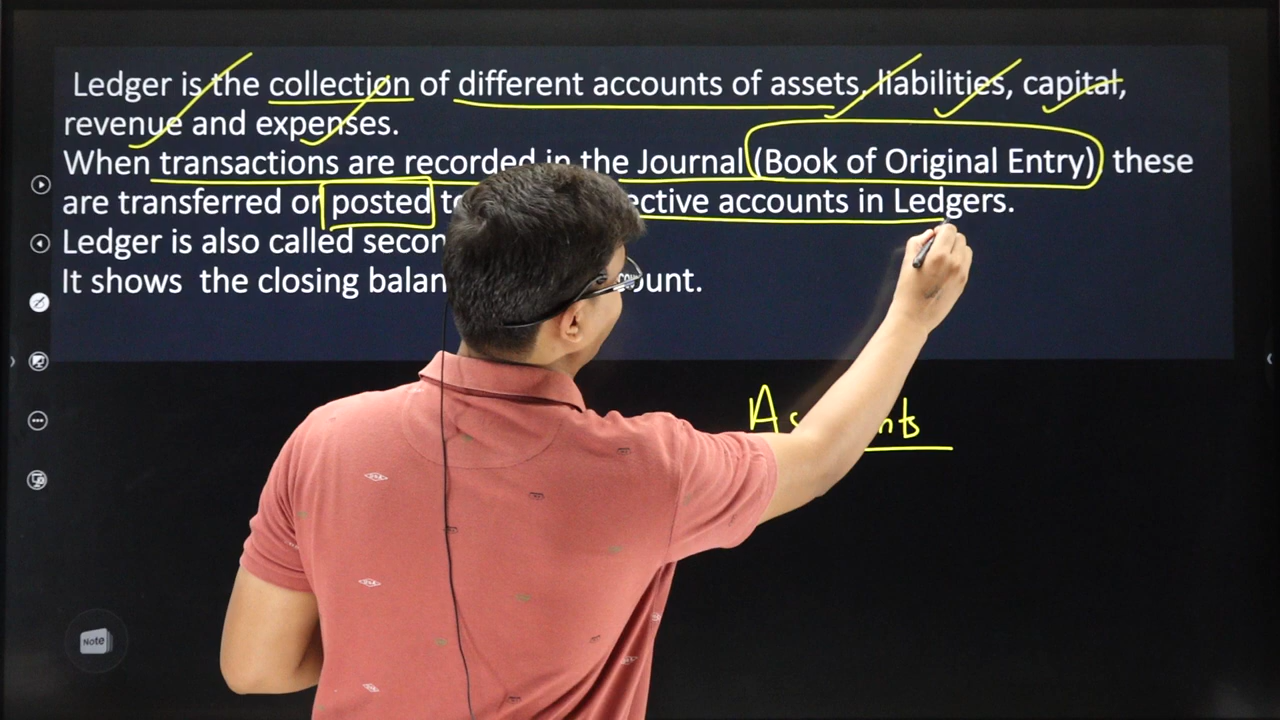 Ledger is the collection of different accounts of assets, liabilities, capital,
revenue and expenses.
When transactions are recorded in the Journal (Book of Original Entry), these
are transferred or posted ective accounts in Ledgers.
Ledger is also called secon
It shows the closing balan ount.
Note